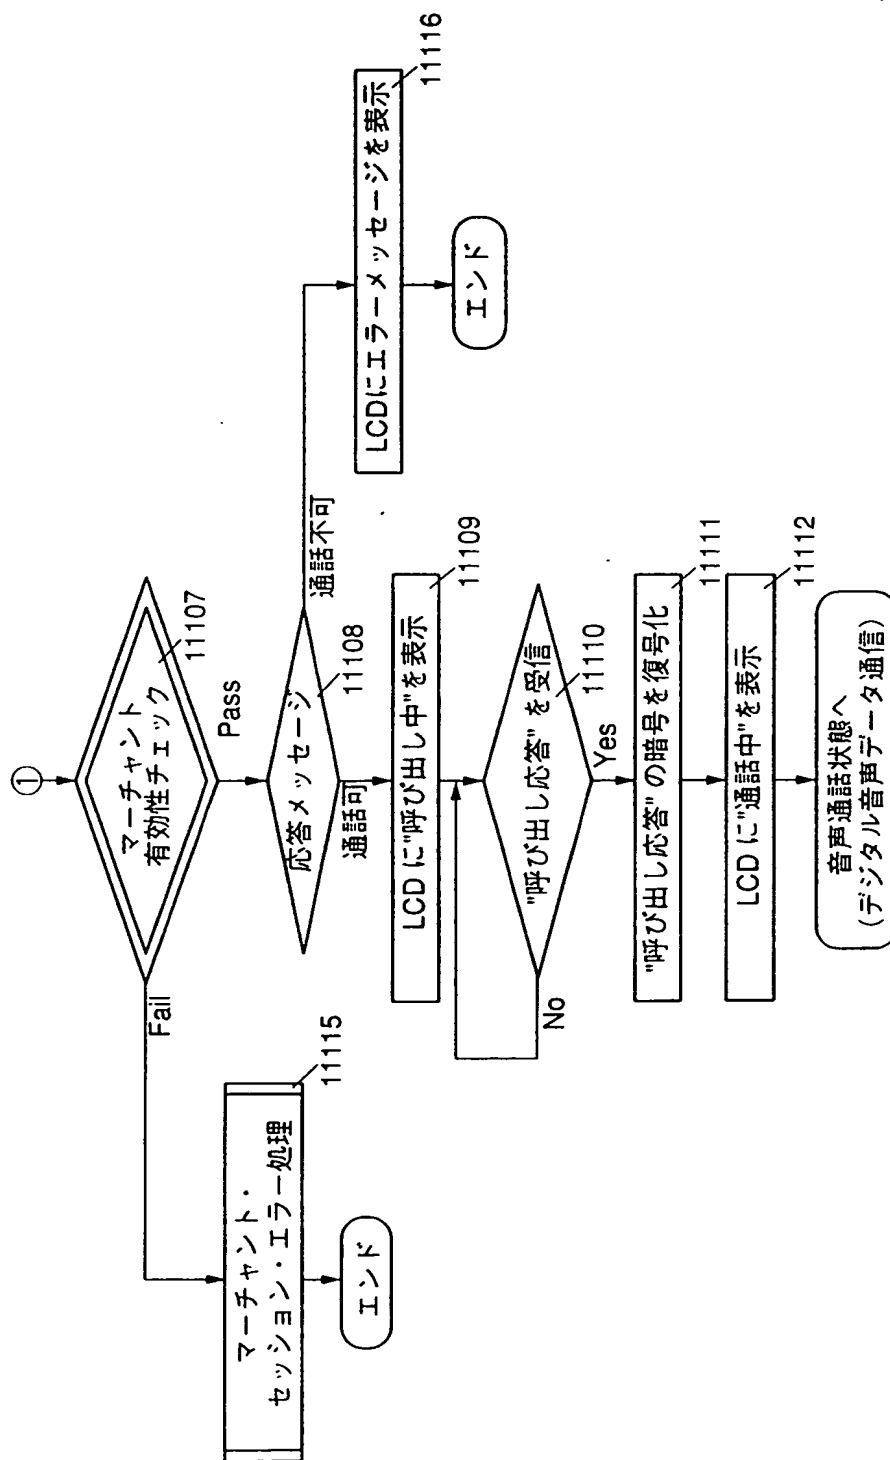 ①
マーチャント
有効性チェック
11107
Fail
Pass
マーチャント・
セッション・エラー処理
11115
エンド
応答メッセージ
11108
通話不可
通話可
LCDにエラーメッセージを表示
11116
エンド
LCDに"呼び出し中"を表示
11109
"呼び出し応答"を受信
11110
No
Yes
"呼び出し応答"の暗号を復号化
11111
LCDに"通話中"を表示
11112
音声通話状態へ
(デジタル音声データ通信)